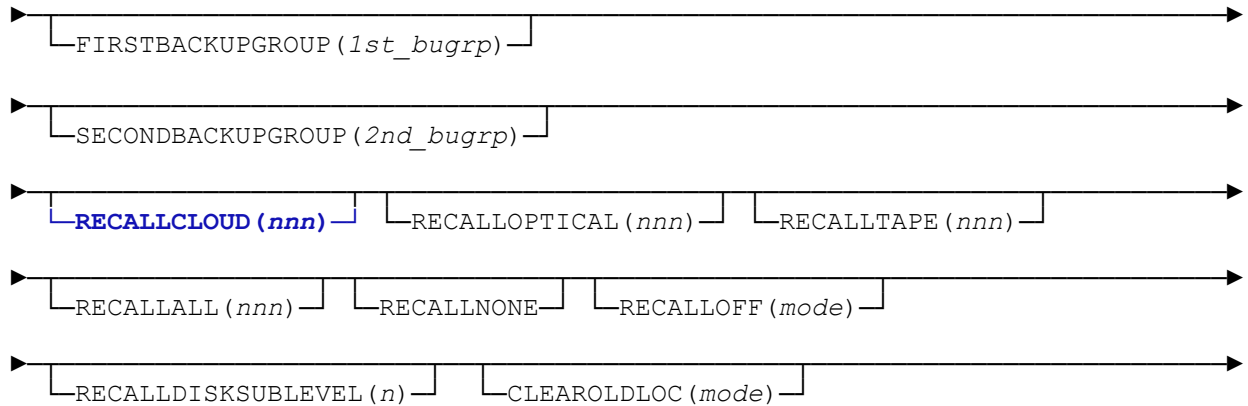 FIRSTBACKUPGROUP(1st_bugrp)
SECONDBACKUPGROUP(2nd_bugrp)
RECALLCLOUD(nnn) RECALLOPTICAL(nnn) RECALLTAPE(nnn)
RECALLALL(nnn) RECALLNONE RECALLOFF(mode)
RECALLDISKSUBLEVEL(n) CLEAROLDLOC(mode)